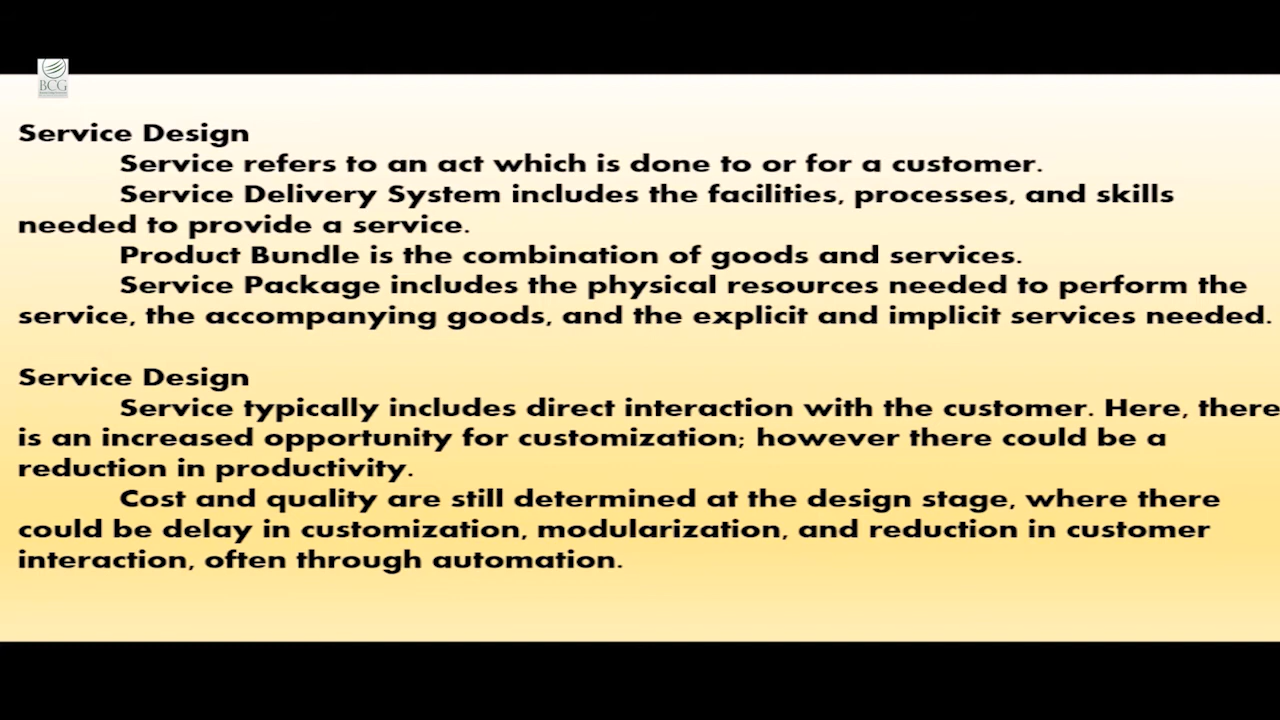 BCG
Service Design
Service refers to an act which is done to or for a customer.
Service Delivery System includes the facilities, processes, and skills
needed to provide a service.
Product Bundle is the combination of goods and services.
Service Package includes the physical resources needed to perform the
service, the accompanying goods, and the explicit and implicit services needed.
Service Design
Service typically includes direct interaction with the customer. Here, there
is an increased opportunity for customization; however there could be a
reduction in productivity.
Cost and quality are still determined at the design stage, where there
could be delay in customization, modularization, and reduction in customer
interaction, often through automation.